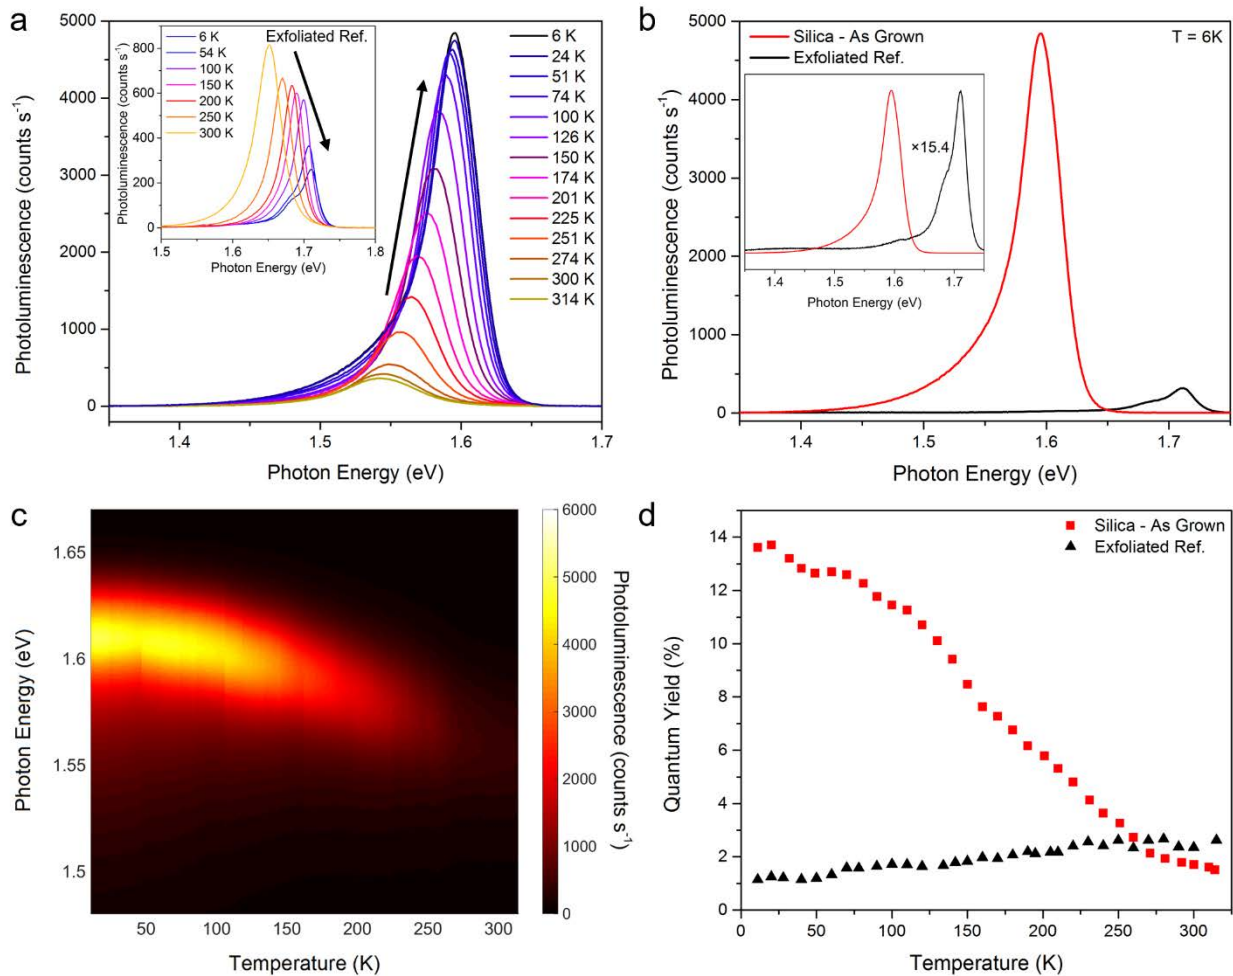 a
Photoluminescence (counts s⁻¹)
5000
4000
3000
2000
1000
0
1.4
1.5
1.6
1.7
Photon Energy (eV)
6 K
24 K
51 K
74 K
100 K
126 K
150 K
174 K
201 K
225 K
251 K
274 K
300 K
314 K
Exfoliated Ref.
Photoluminescence (counts s⁻¹)
800
600
400
200
0
6 K
54 K
100 K
150 K
200 K
250 K
300 K
1.5
1.6
1.7
1.8
Photon Energy (eV)
b
Photoluminescence (counts s⁻¹)
5000
4000
3000
2000
1000
0
Silica - As Grown
Exfoliated Ref.
T = 6K
×15.4
1.4
1.5
1.6
1.7
Photon Energy (eV)
1.4
1.5
1.6
1.7
Photon Energy (eV)
c
Photon Energy (eV)
1.65
1.6
1.55
1.5
50
100
150
200
250
300
Temperature (K)
6000
5000
4000
3000
2000
1000
0
Photoluminescence (counts s⁻¹)
d
Quantum Yield (%)
14
12
10
8
6
4
2
0
Silica - As Grown
Exfoliated Ref.
0
50
100
150
200
250
300
Temperature (K)